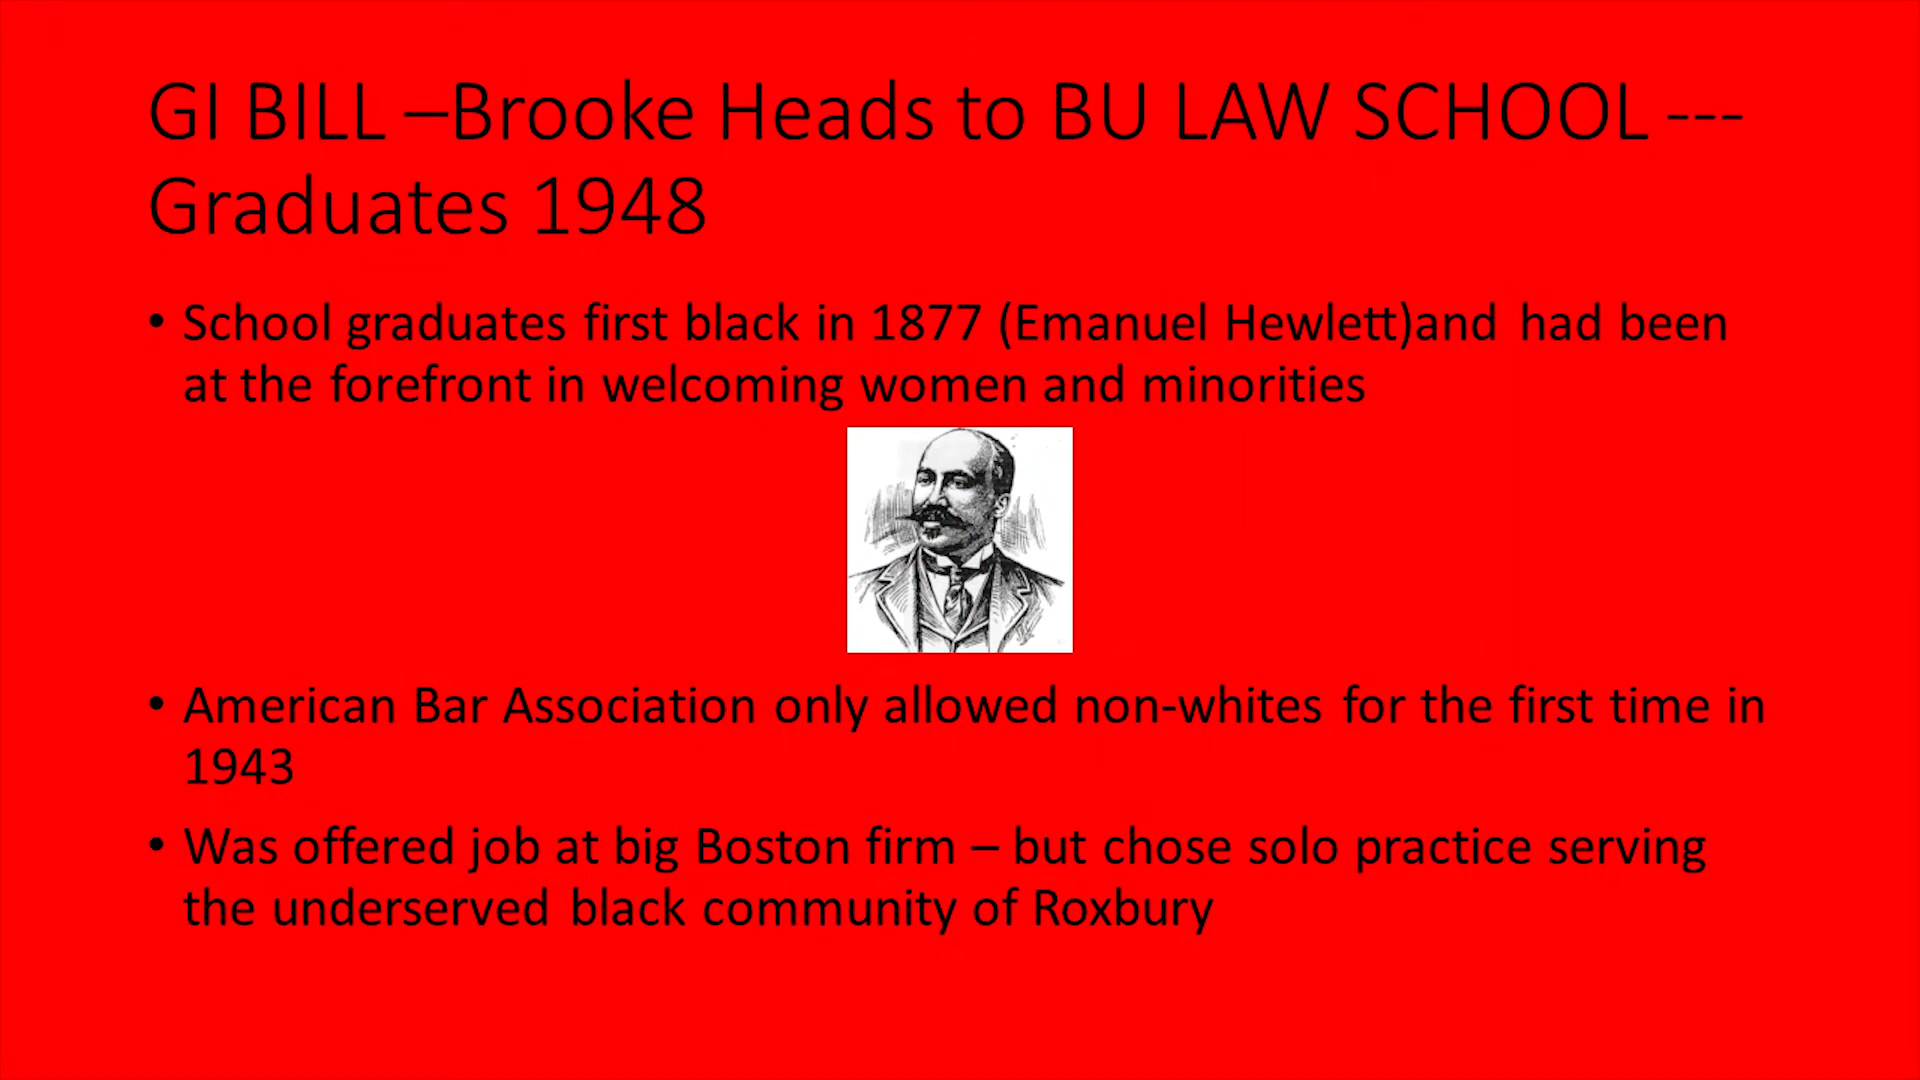 GI BILL –Brooke Heads to BU LAW SCHOOL ---
Graduates 1948
• School graduates first black in 1877 (Emanuel Hewlett)and had been
at the forefront in welcoming women and minorities
• American Bar Association only allowed non-whites for the first time in
1943
• Was offered job at big Boston firm – but chose solo practice serving
the underserved black community of Roxbury